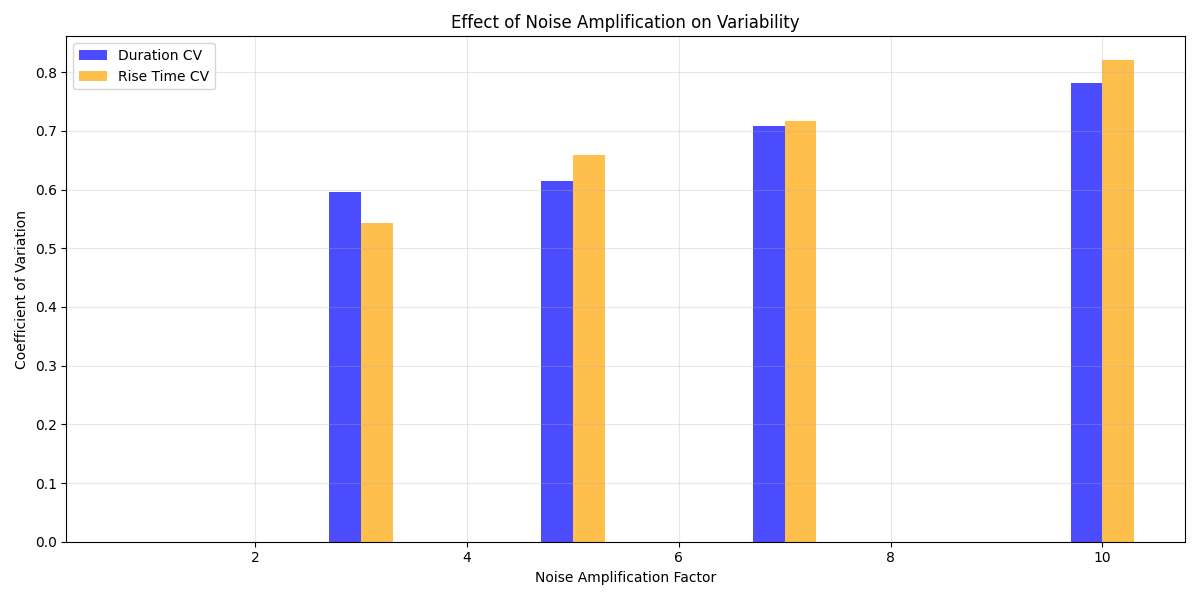 Effect of Noise Amplification on Variability
Duration CV
Rise Time CV
Coefficient of Variation
0.8
0.7
0.6
0.5
0.4
0.3
0.2
0.1
0.0
2 4 6 8 10
Noise Amplification Factor